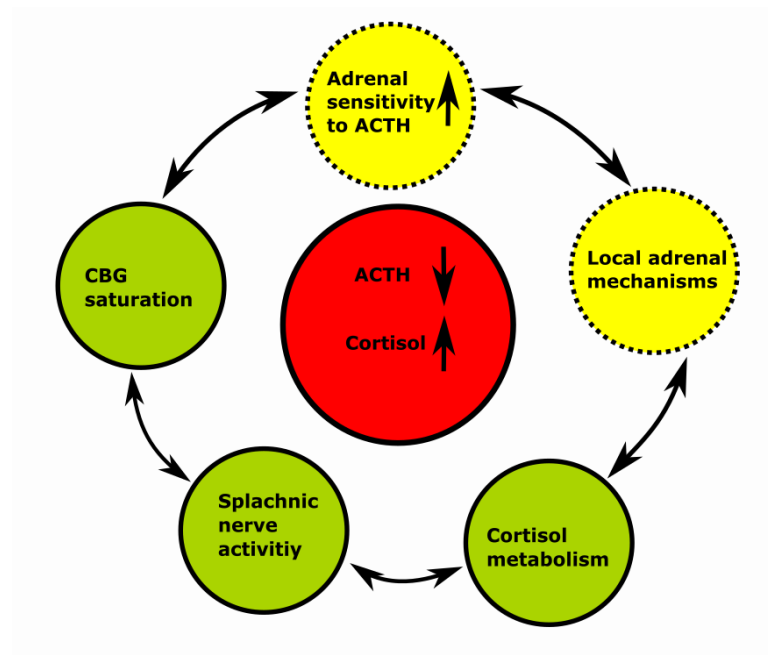 Adrenal
sensitivity
to ACTH
Local adrenal
mechanisms
CBG
saturation
ACTH
Cortisol
Splachnic
nerve
activitiy
Cortisol
metabolism